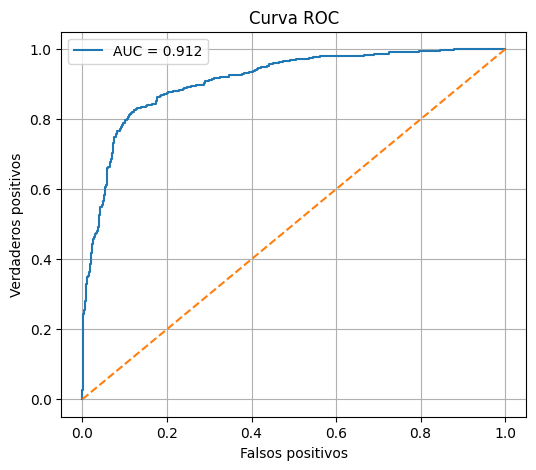 Curva ROC
AUC = 0.912
Verdaderos positivos
1.0
0.8
0.6
0.4
0.2
0.0
0.0 0.2 0.4 0.6 0.8 1.0
Falsos positivos